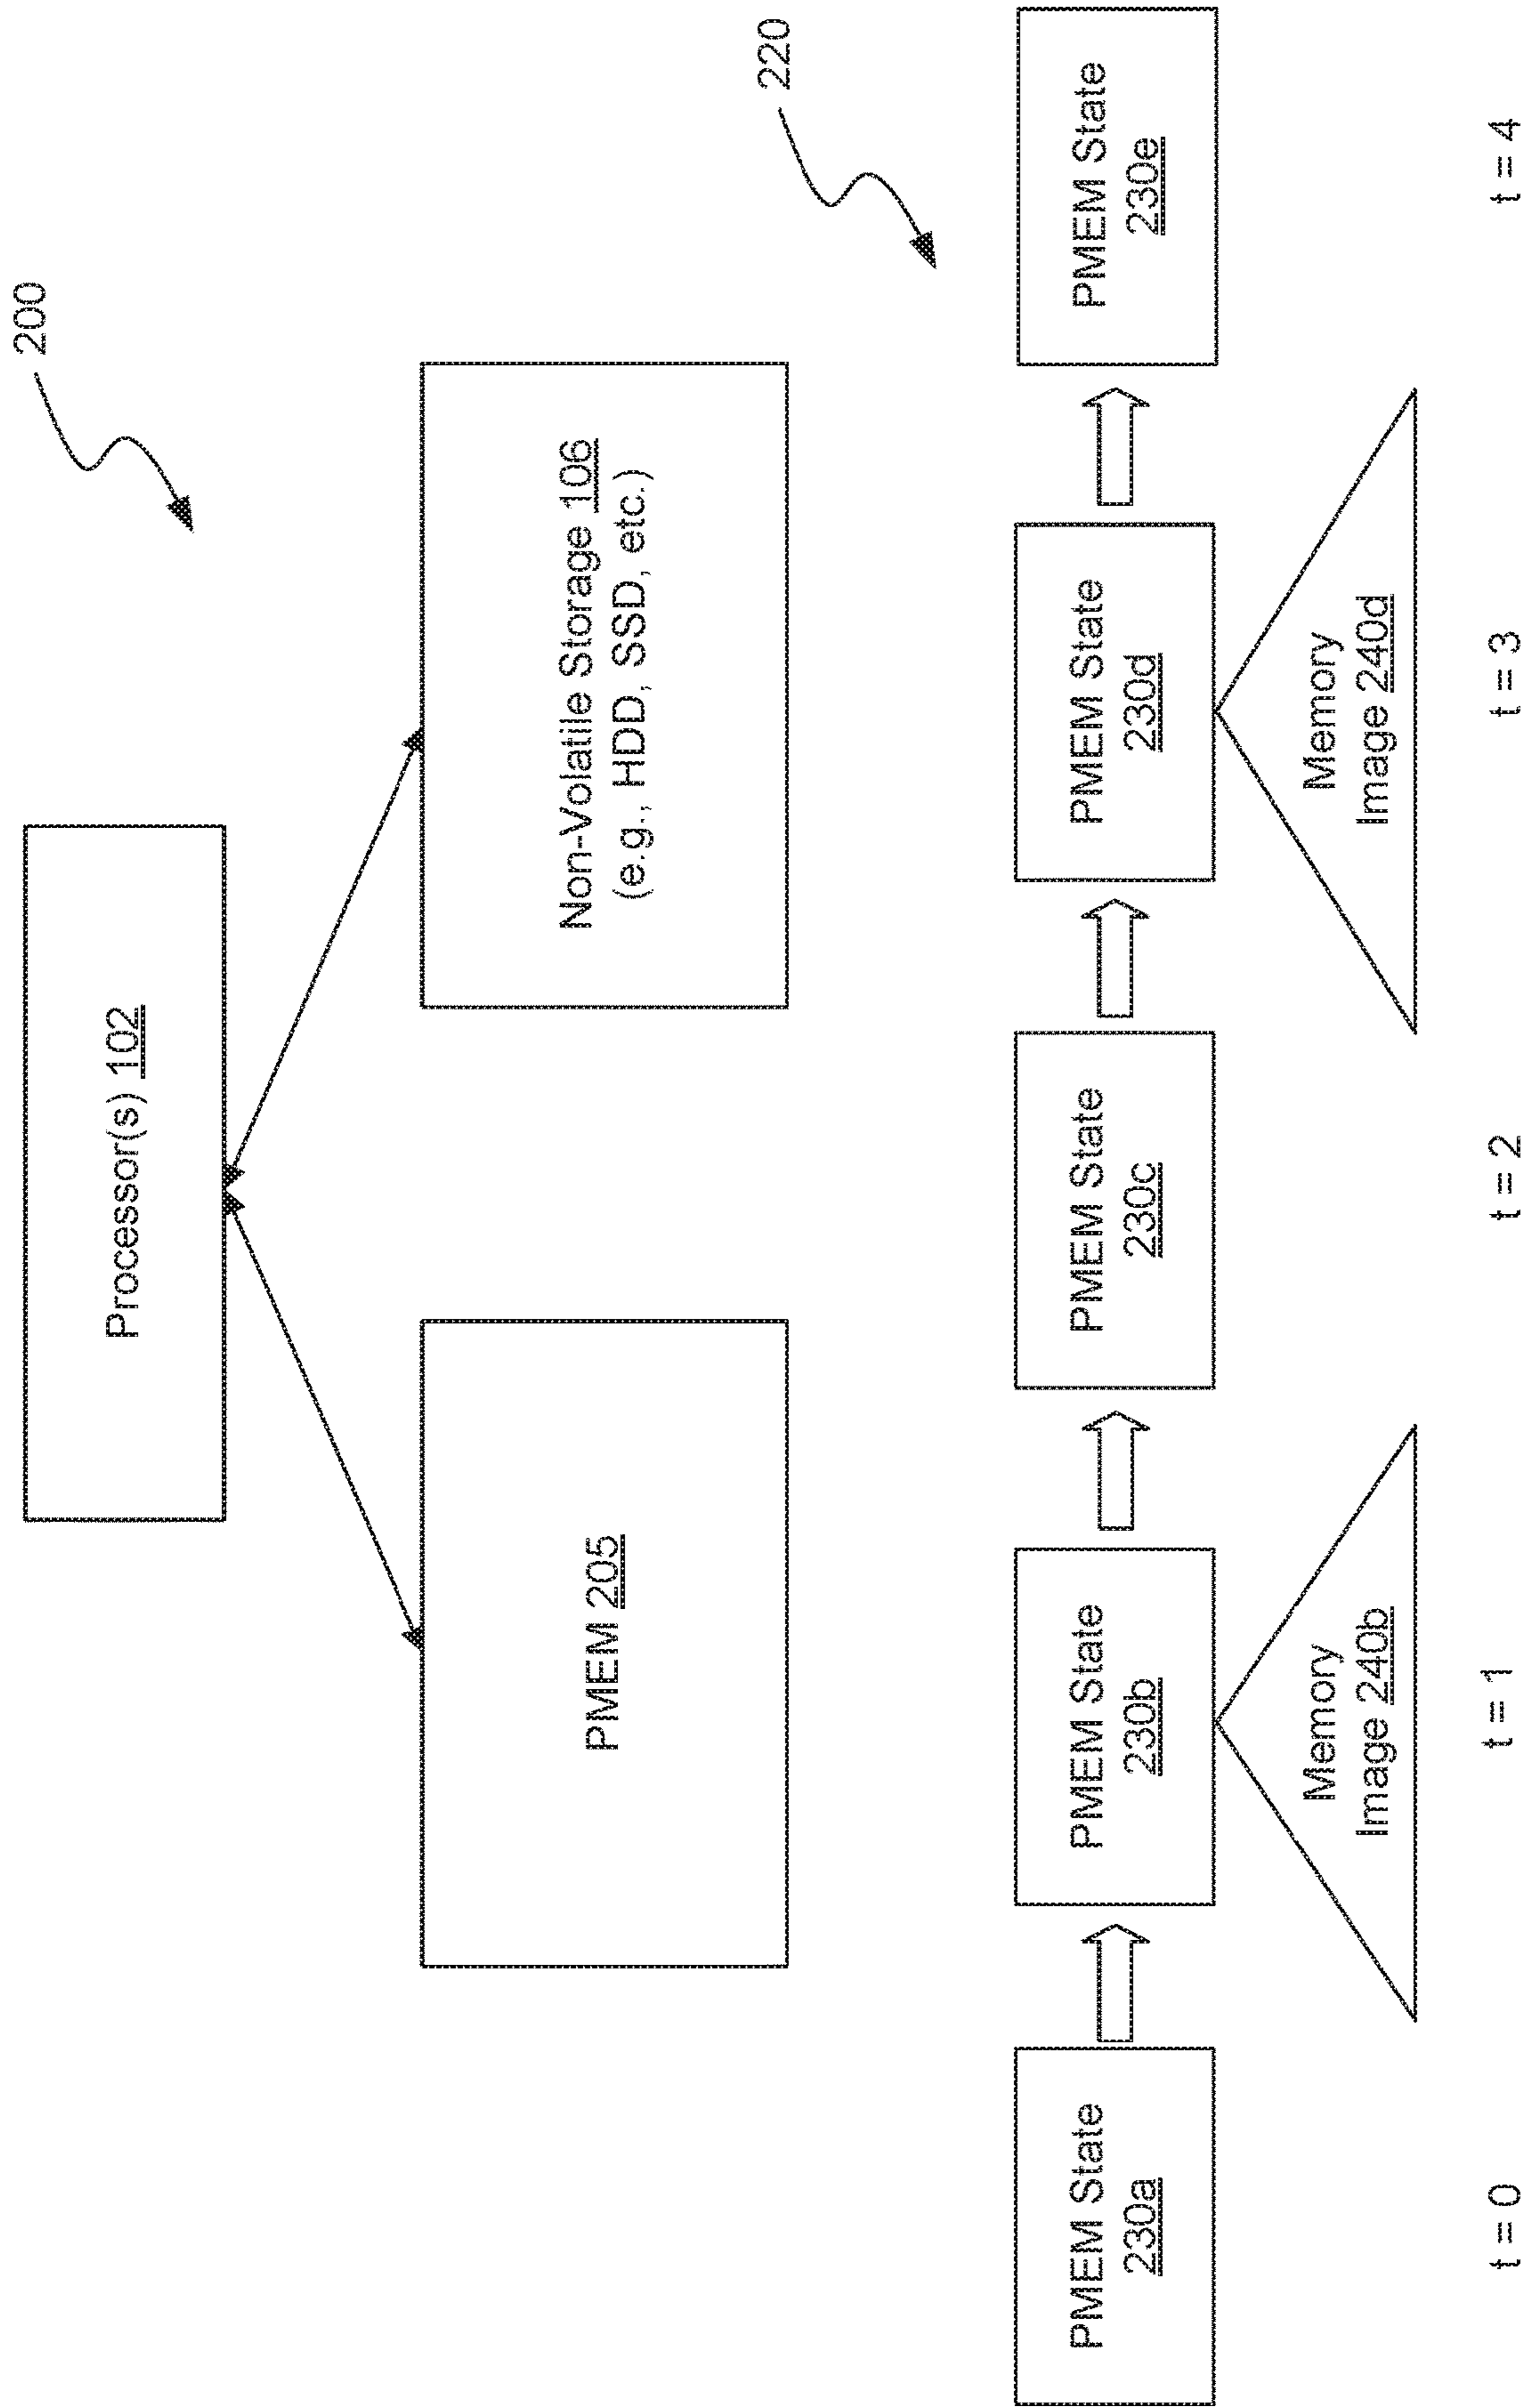 200
Processor(s) 102
PMEM 205
Non-Volatile Storage 106
(e.g., HDD, SSD, etc.)
220
PMEM State
230a
PMEM State
230b
PMEM State
230c
PMEM State
230d
PMEM State
230e
Memory
Image 240b
Memory
Image 240d
t = 0
t = 1
t = 2
t = 3
t = 4